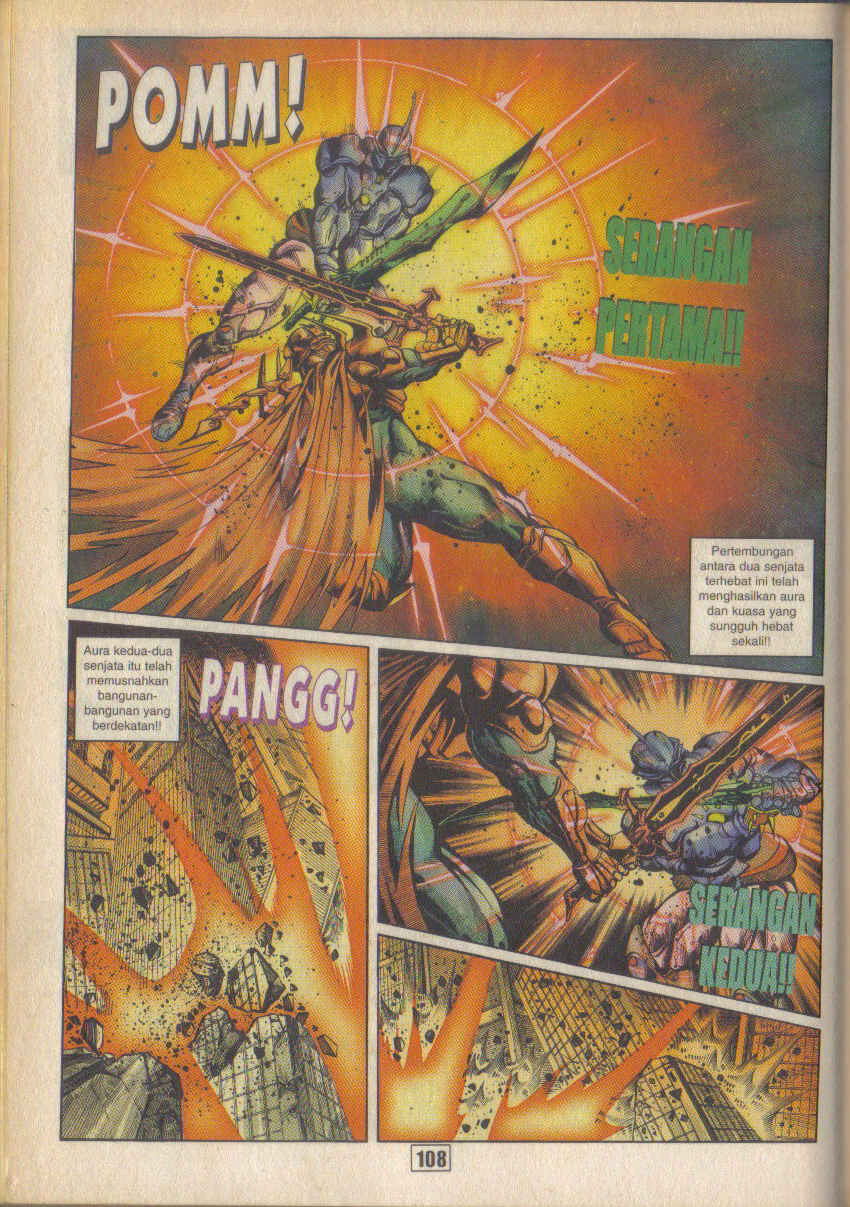 POMM!
SERANGAN
PERTAMA!!
Pertembungan
antara dua senjata
terhebat ini telah
menghasilkan aura
dan kuasa yang
sungguh hebat
sekali!!
Aura kedua-dua
senjata itu telah
memusnahkan
bangunan-
bangunan yang
berdekatan!!
PANGG!
SERANGAN
KEDUA!!
108